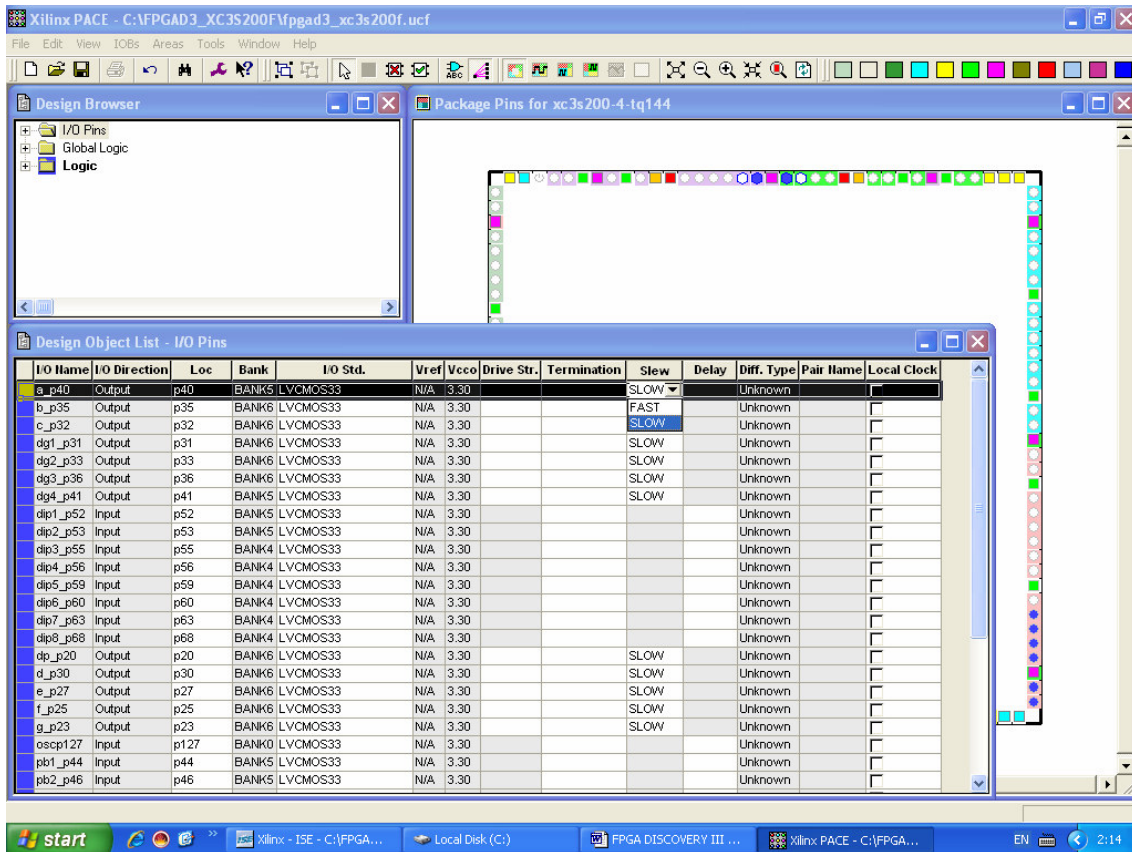 Xilinx PACE - C:\FPGAD3_XC3S200F\fpgad3_xc3s200f.ucf
File Edit View IOBs Areas Tools Window Help
ABC
Design Browser
I/O Pins
Global Logic
Logic
Package Pins for xc3s200-4-tq144
Design Object List - I/O Pins
I/O Name I/O Direction Loc Bank I/O Std. Vref Vcco Drive Str. Termination Slew Delay Diff. Type Pair Name Local Clock
a_p40 Output p40 BANK5 LVCMOS33 N/A 3.30 SLOW Unknown
b_p35 Output p35 BANK6 LVCMOS33 N/A 3.30 FAST Unknown
c_p32 Output p32 BANK6 LVCMOS33 N/A 3.30 SLOW Unknown
dg1_p31 Output p31 BANK6 LVCMOS33 N/A 3.30 SLOW Unknown
dg2_p33 Output p33 BANK6 LVCMOS33 N/A 3.30 SLOW Unknown
dg3_p36 Output p36 BANK6 LVCMOS33 N/A 3.30 SLOW Unknown
dg4_p41 Output p41 BANK5 LVCMOS33 N/A 3.30 SLOW Unknown
dip1_p52 Input p52 BANK5 LVCMOS33 N/A 3.30 Unknown
dip2_p53 Input p53 BANK5 LVCMOS33 N/A 3.30 Unknown
dip3_p55 Input p55 BANK4 LVCMOS33 N/A 3.30 Unknown
dip4_p56 Input p56 BANK4 LVCMOS33 N/A 3.30 Unknown
dip5_p59 Input p59 BANK4 LVCMOS33 N/A 3.30 Unknown
dip6_p60 Input p60 BANK4 LVCMOS33 N/A 3.30 Unknown
dip7_p63 Input p63 BANK4 LVCMOS33 N/A 3.30 Unknown
dip8_p68 Input p68 BANK4 LVCMOS33 N/A 3.30 Unknown
dp_p20 Output p20 BANK6 LVCMOS33 N/A 3.30 SLOW Unknown
d_p30 Output p30 BANK6 LVCMOS33 N/A 3.30 SLOW Unknown
e_p27 Output p27 BANK6 LVCMOS33 N/A 3.30 SLOW Unknown
f_p25 Output p25 BANK6 LVCMOS33 N/A 3.30 SLOW Unknown
g_p23 Output p23 BANK6 LVCMOS33 N/A 3.30 SLOW Unknown
oscp127 Input p127 BANK0 LVCMOS33 N/A 3.30 Unknown
pb1_p44 Input p44 BANK5 LVCMOS33 N/A 3.30 Unknown
pb2_p46 Input p46 BANK5 LVCMOS33 N/A 3.30 Unknown
start ISE Xilinx - ISE - C:\FPGA... Local Disk (C:) FPGA DISCOVERY III ... Xilinx PACE - C:\FPGA... EN 2:14